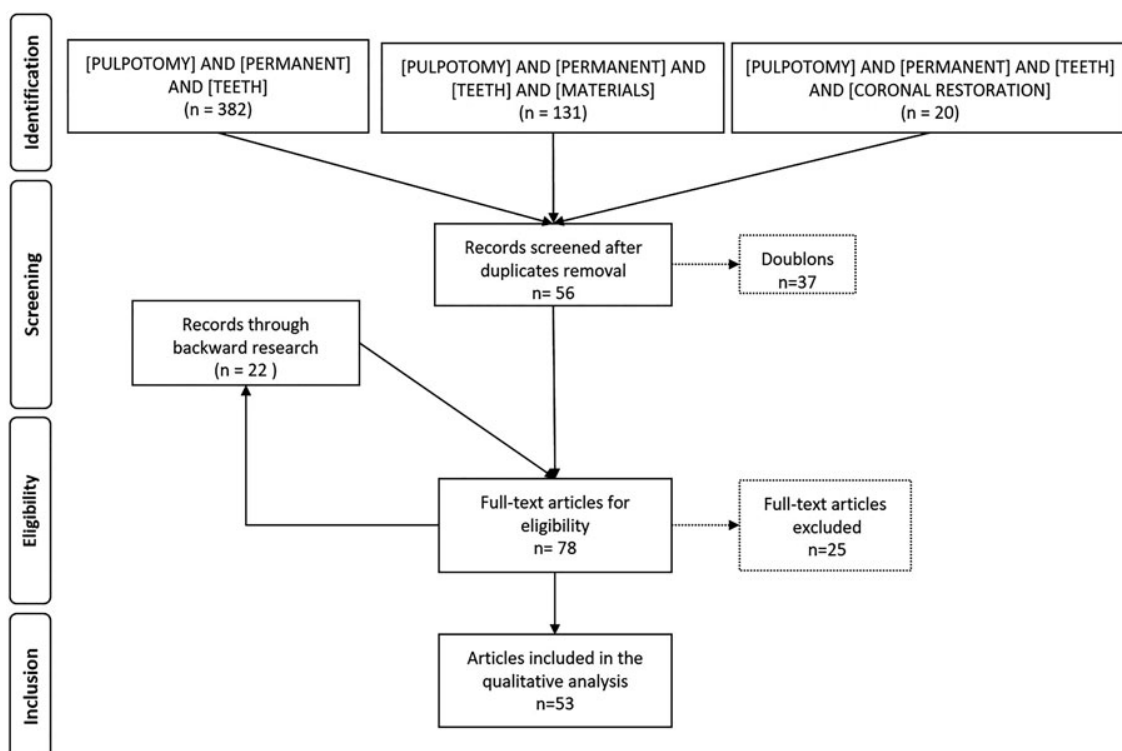 Identification
[PULPOTOMY] AND [PERMANENT]
AND [TEETH]
(n = 382)
[PULPOTOMY] AND [PERMANENT] AND
[TEETH] AND [MATERIALS]
(n = 131)
[PULPOTOMY] AND [PERMANENT] AND [TEETH]
AND [CORONAL RESTORATION]
(n = 20)
Screening
Records screened after
duplicates removal
n= 56
Doublons
n=37
Records through
backward research
(n = 22 )
Eligibility
Full-text articles for
eligibility
n= 78
Full-text articles
excluded
n=25
Inclusion
Articles included in the
qualitative analysis
n=53